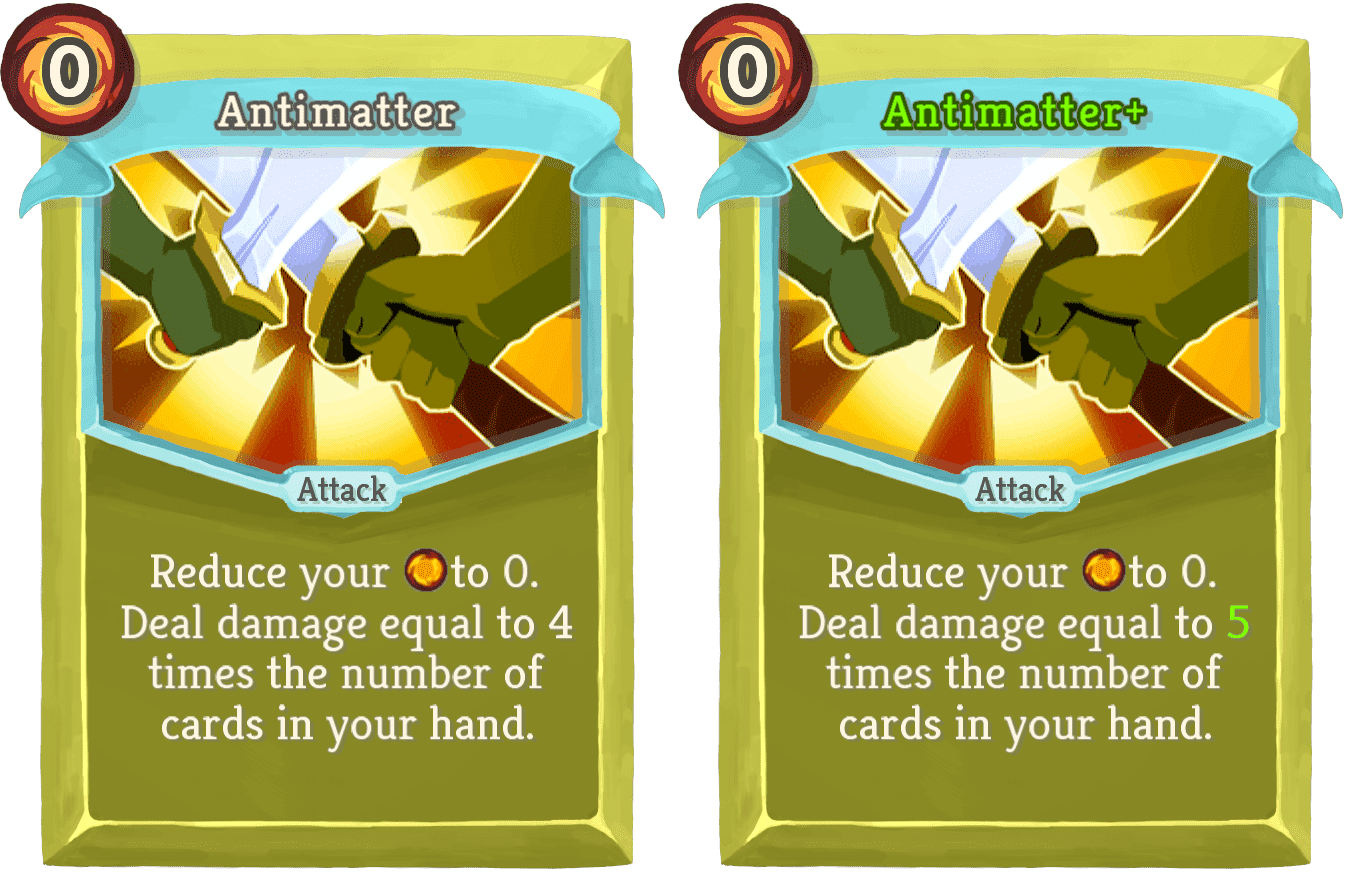 0
Antimatter
Attack
Reduce your to 0.
Deal damage equal to 4
times the number of
cards in your hand.
0
Antimatter+
Attack
Reduce your to 0.
Deal damage equal to 5
times the number of
cards in your hand.